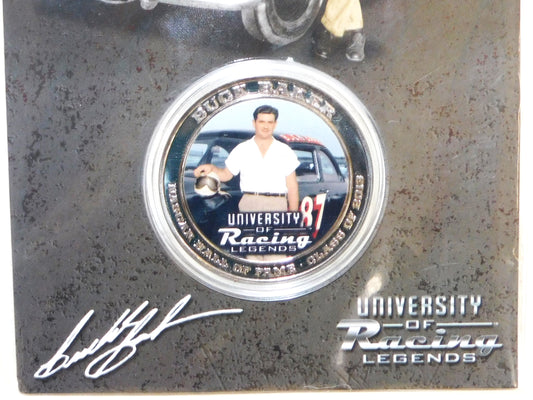 BUCK BAKER
87
UNIVERSITY
OF
Racing
LEGENDS
NASCAR HALL OF FAME · CLASS OF 2013
UNIVERSITY
OF
Racing
LEGENDS